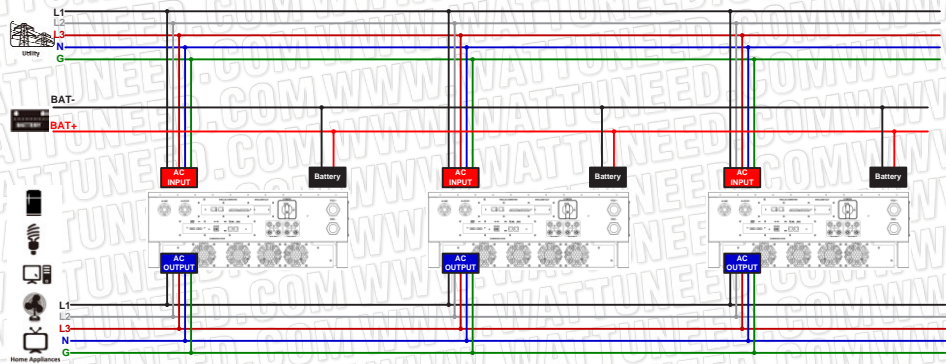 L1
L2
L3
N
G
Utility
BAT-
BAT+
AC
INPUT
Battery
AC
INPUT
Battery
AC
INPUT
Battery
AC
OUTPUT
AC
OUTPUT
AC
OUTPUT
L1
L2
L3
N
G
Home Appliances
WWW.WATTUNEED.COM